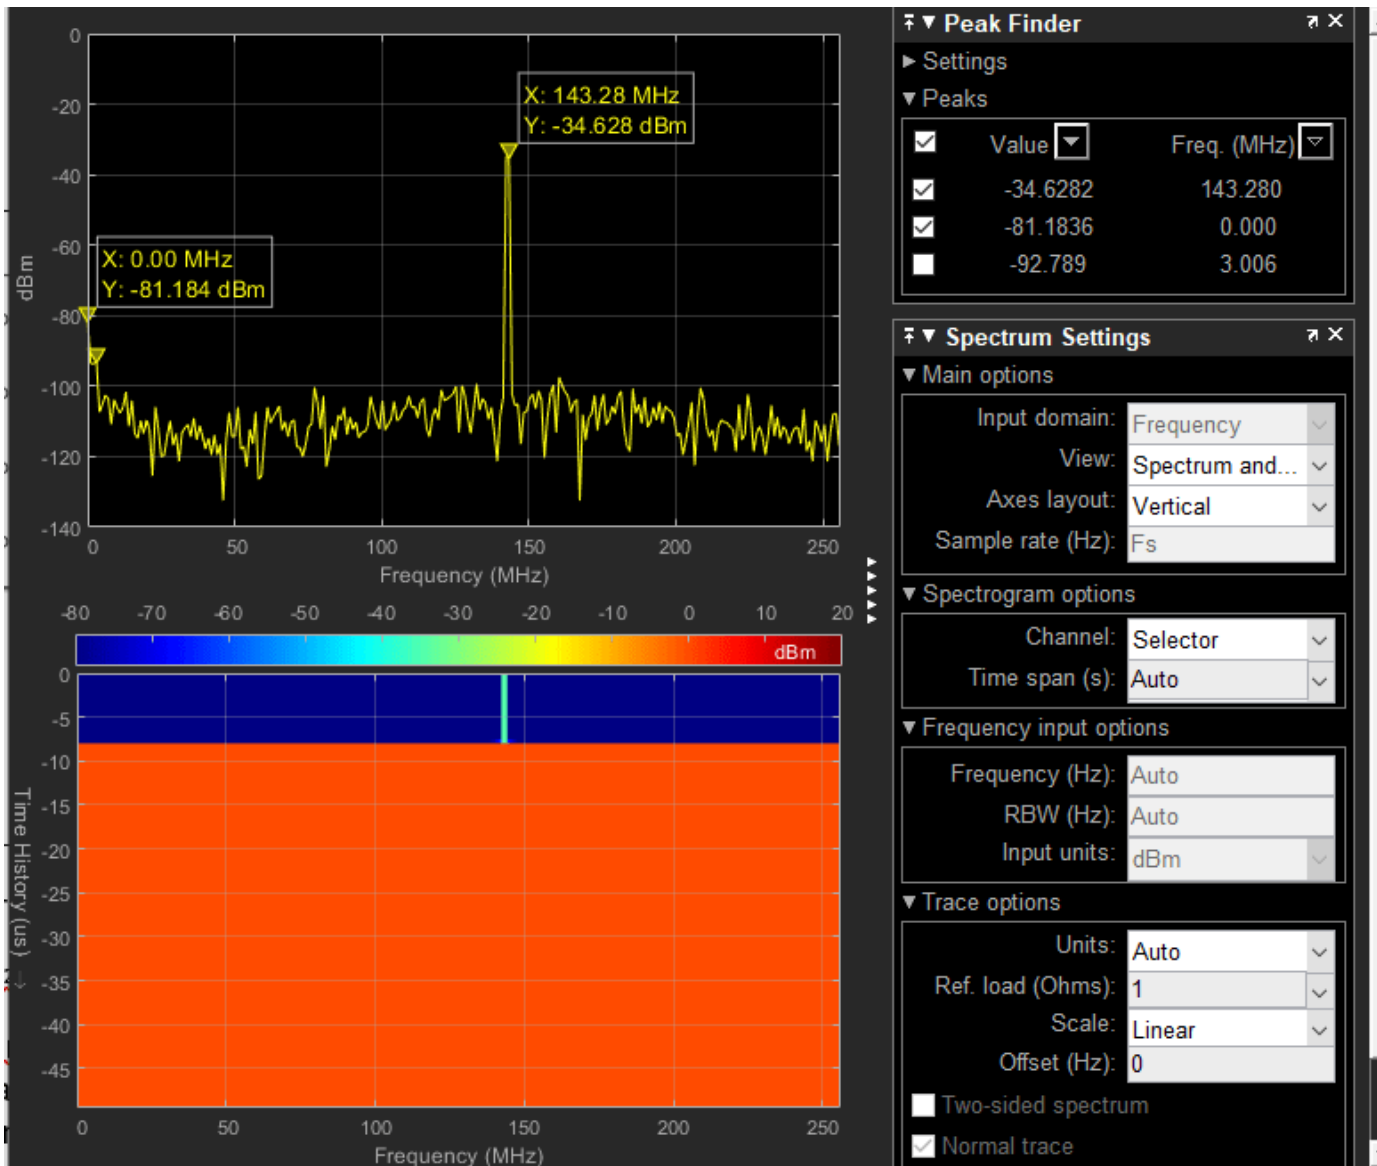 0
-20
-40
-60
-80
-100
-120
-140
dBm
X: 143.28 MHz
Y: -34.628 dBm
X: 0.00 MHz
Y: -81.184 dBm
0 50 100 150 200 250
Frequency (MHz)
-80 -70 -60 -50 -40 -30 -20 -10 0 10 20
dBm
0
-5
-10
-15
-20
-25
-30
-35
-40
-45
Time History (us) →
0 50 100 150 200 250
Frequency (MHz)
Peak Finder
Settings
Peaks
Value Freq. (MHz)
-34.6282 143.280
-81.1836 0.000
-92.789 3.006
Spectrum Settings
Main options
Input domain: Frequency
View: Spectrum and...
Axes layout: Vertical
Sample rate (Hz): Fs
Spectrogram options
Channel: Selector
Time span (s): Auto
Frequency input options
Frequency (Hz): Auto
RBW (Hz): Auto
Input units: dBm
Trace options
Units: Auto
Ref. load (Ohms): 1
Scale: Linear
Offset (Hz): 0
Two-sided spectrum
Normal trace